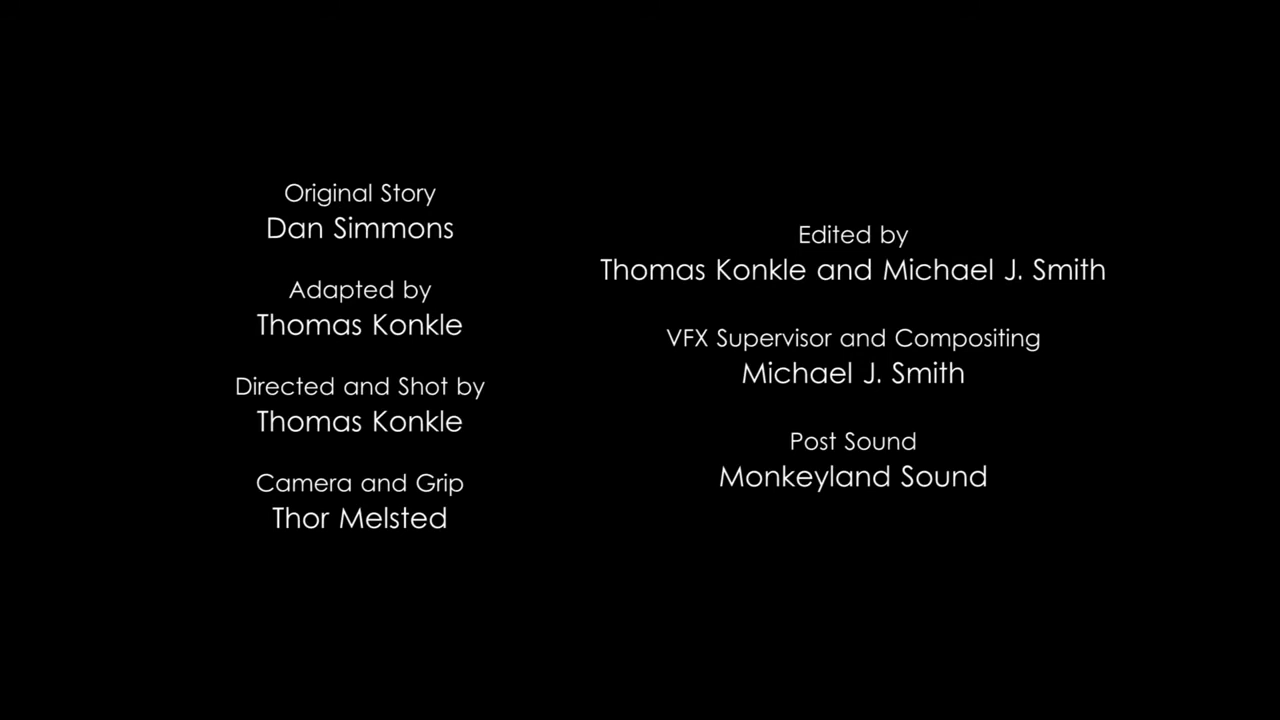 Original Story
Dan Simmons
Adapted by
Thomas Konkle
Directed and Shot by
Thomas Konkle
Camera and Grip
Thor Melsted
Edited by
Thomas Konkle and Michael J. Smith
VFX Supervisor and Compositing
Michael J. Smith
Post Sound
Monkeyland Sound